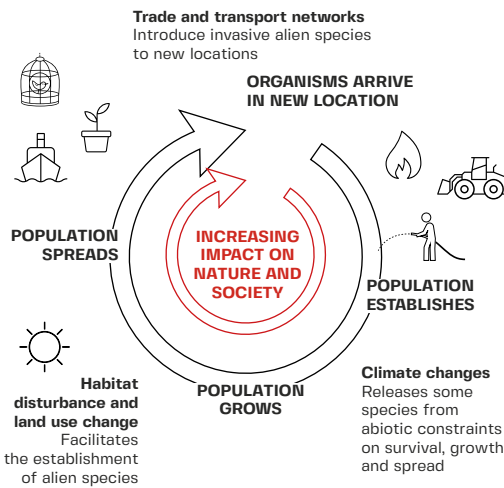 Trade and transport networks
Introduce invasive alien species
to new locations
ORGANISMS ARRIVE
IN NEW LOCATION
POPULATION
SPREADS
INCREASING
IMPACT ON
NATURE AND
SOCIETY
POPULATION
ESTABLISHES
POPULATION
GROWS
Habitat
disturbance and
land use change
Facilitates
the establishment
of alien species
Climate changes
Releases some
species from
abiotic constraints
on survival, growth
and spread